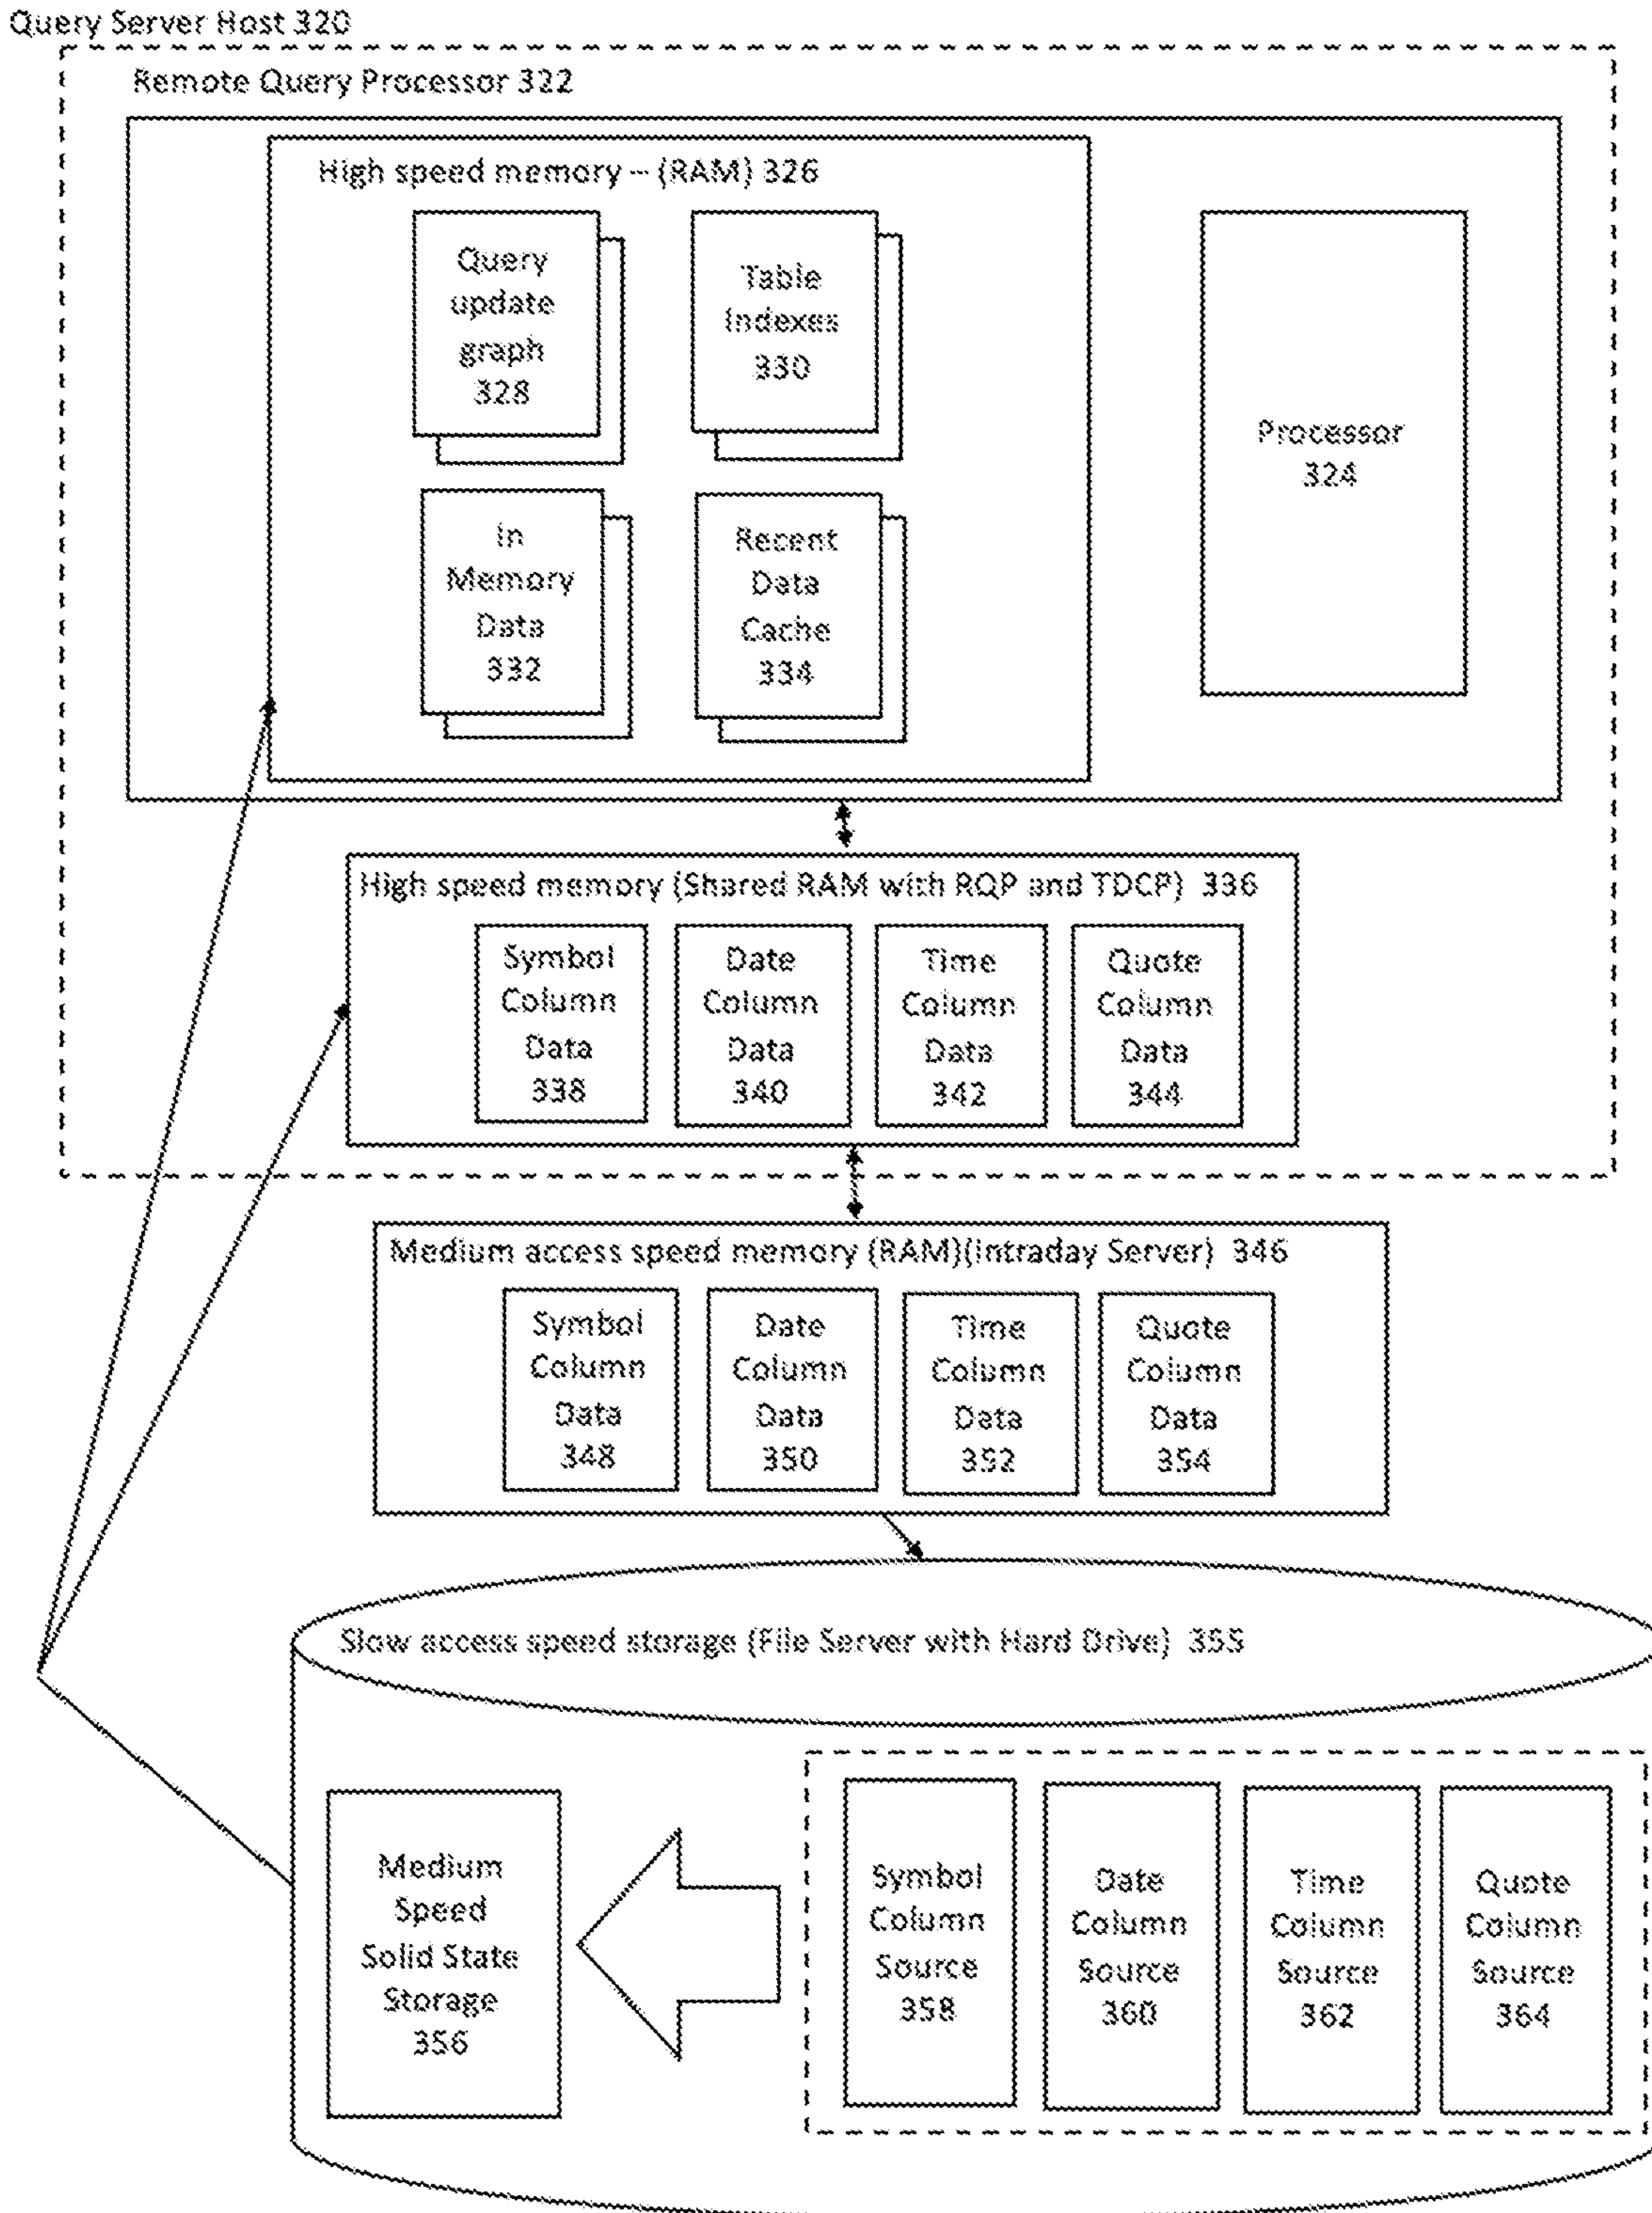 Query Server Host 320
Remote Query Processor 322
High speed memory -- (RAM) 326
Query
update
graph
328
Table
Indexes
330
Processor
324
In
Memory
Data
332
Recent
Data
Cache
334
High speed memory (Shared RAM with RQP and TDCP) 336
Symbol
Column
Data
338
Date
Column
Data
340
Time
Column
Data
342
Quote
Column
Data
344
Medium access speed memory (RAM)(Intraday Server) 346
Symbol
Column
Data
348
Date
Column
Data
350
Time
Column
Data
352
Quote
Column
Data
354
Slow access speed storage (File Server with Hard Drive) 355
Medium
Speed
Solid State
Storage
356
Symbol
Column
Source
358
Date
Column
Source
360
Time
Column
Source
362
Quote
Column
Source
364